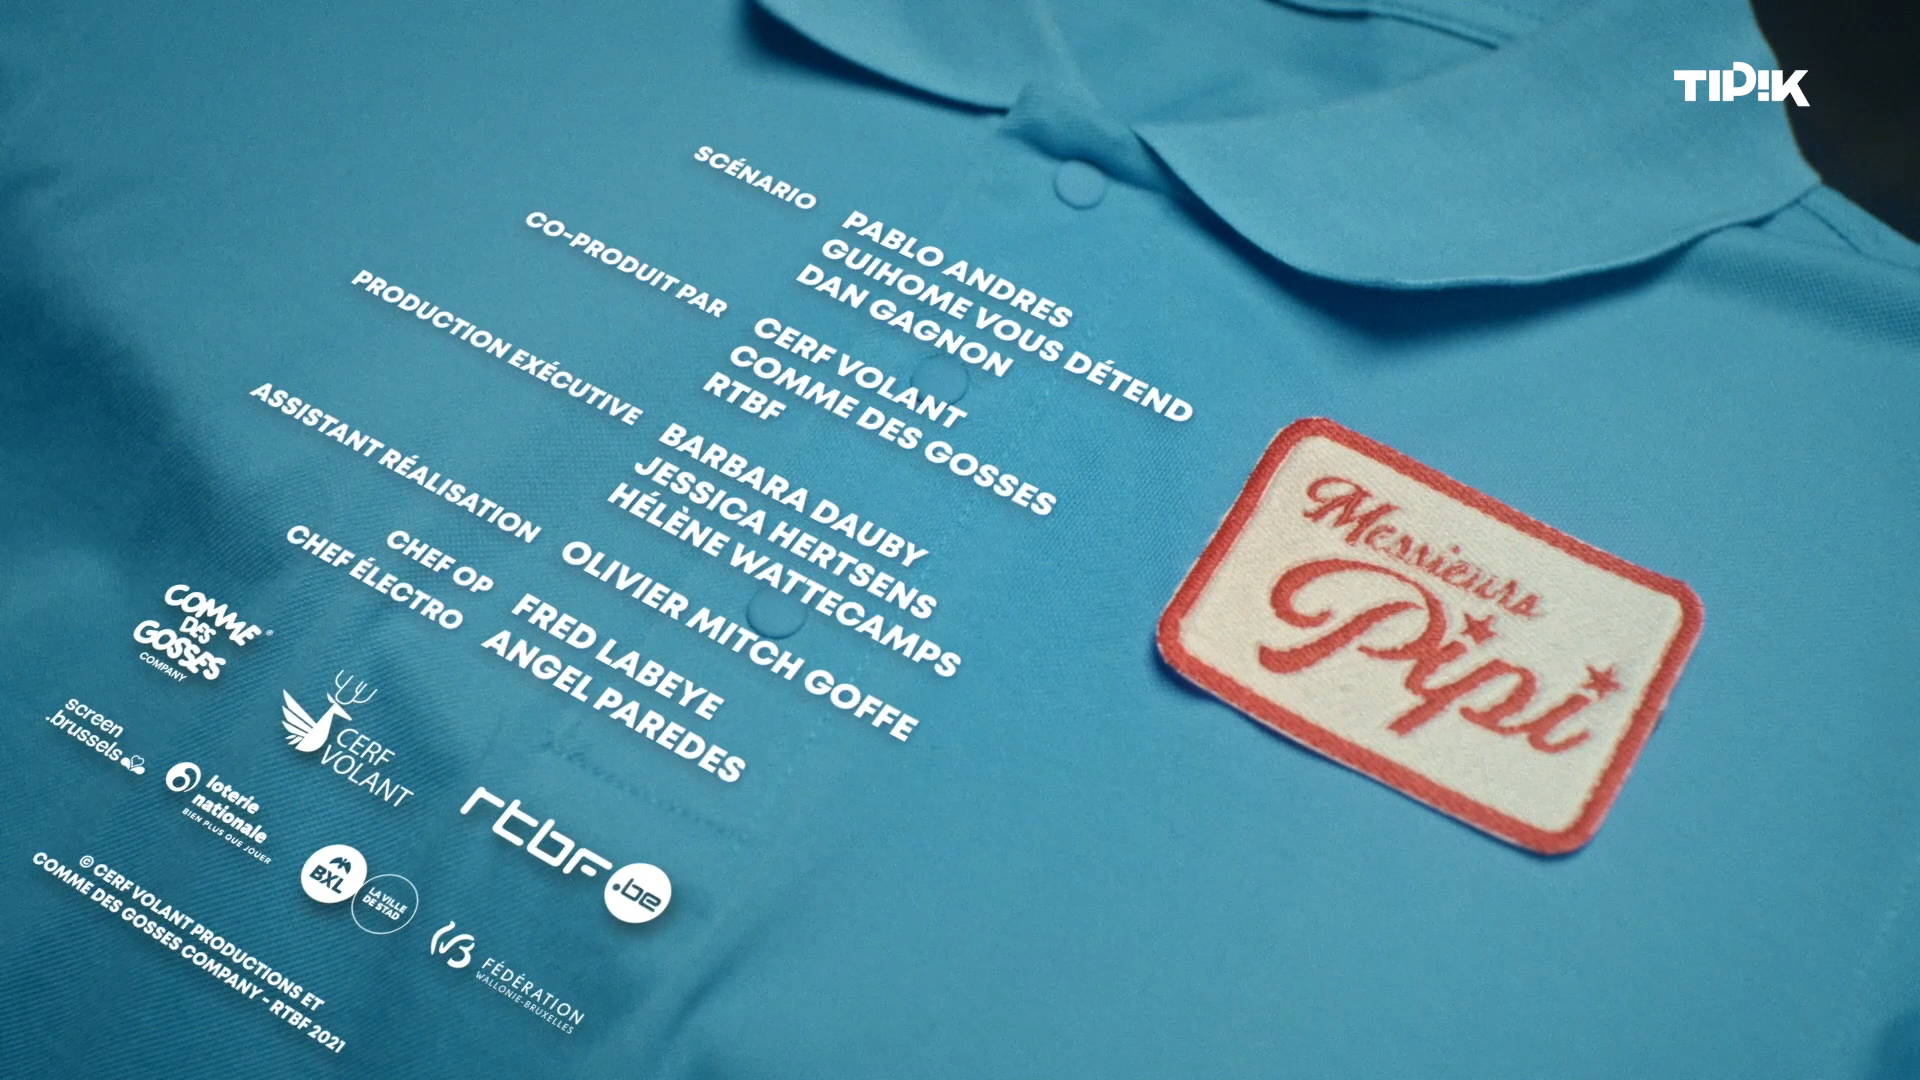 TIPIK
SCÉNARIO
PABLO ANDRES
GUIHOME VOUS DÉTEND
DAN GAGNON
CO-PRODUIT PAR
CERF VOLANT
COMME DES GOSSES
RTBF
PRODUCTION EXÉCUTIVE
BARBARA DAUBY
JESSICA HERTSENS
HÉLÈNE WATTECAMPS
ASSISTANT RÉALISATION
OLIVIER MITCH GOFFE
CHEF OP
FRED LABEYE
CHEF ÉLECTRO
ANGEL PAREDES
Messieurs
Pipi
COMME
DES
GOSSES
COMPANY
CERF
VOLANT
screen
.brussels
loterie
nationale
BIEN PLUS QUE JOUER
rtbf.be
BXL
LA VILLE
DE STAD
FÉDÉRATION
WALLONIE-BRUXELLES
© CERF VOLANT PRODUCTIONS ET
COMME DES GOSSES COMPANY - RTBF 2021